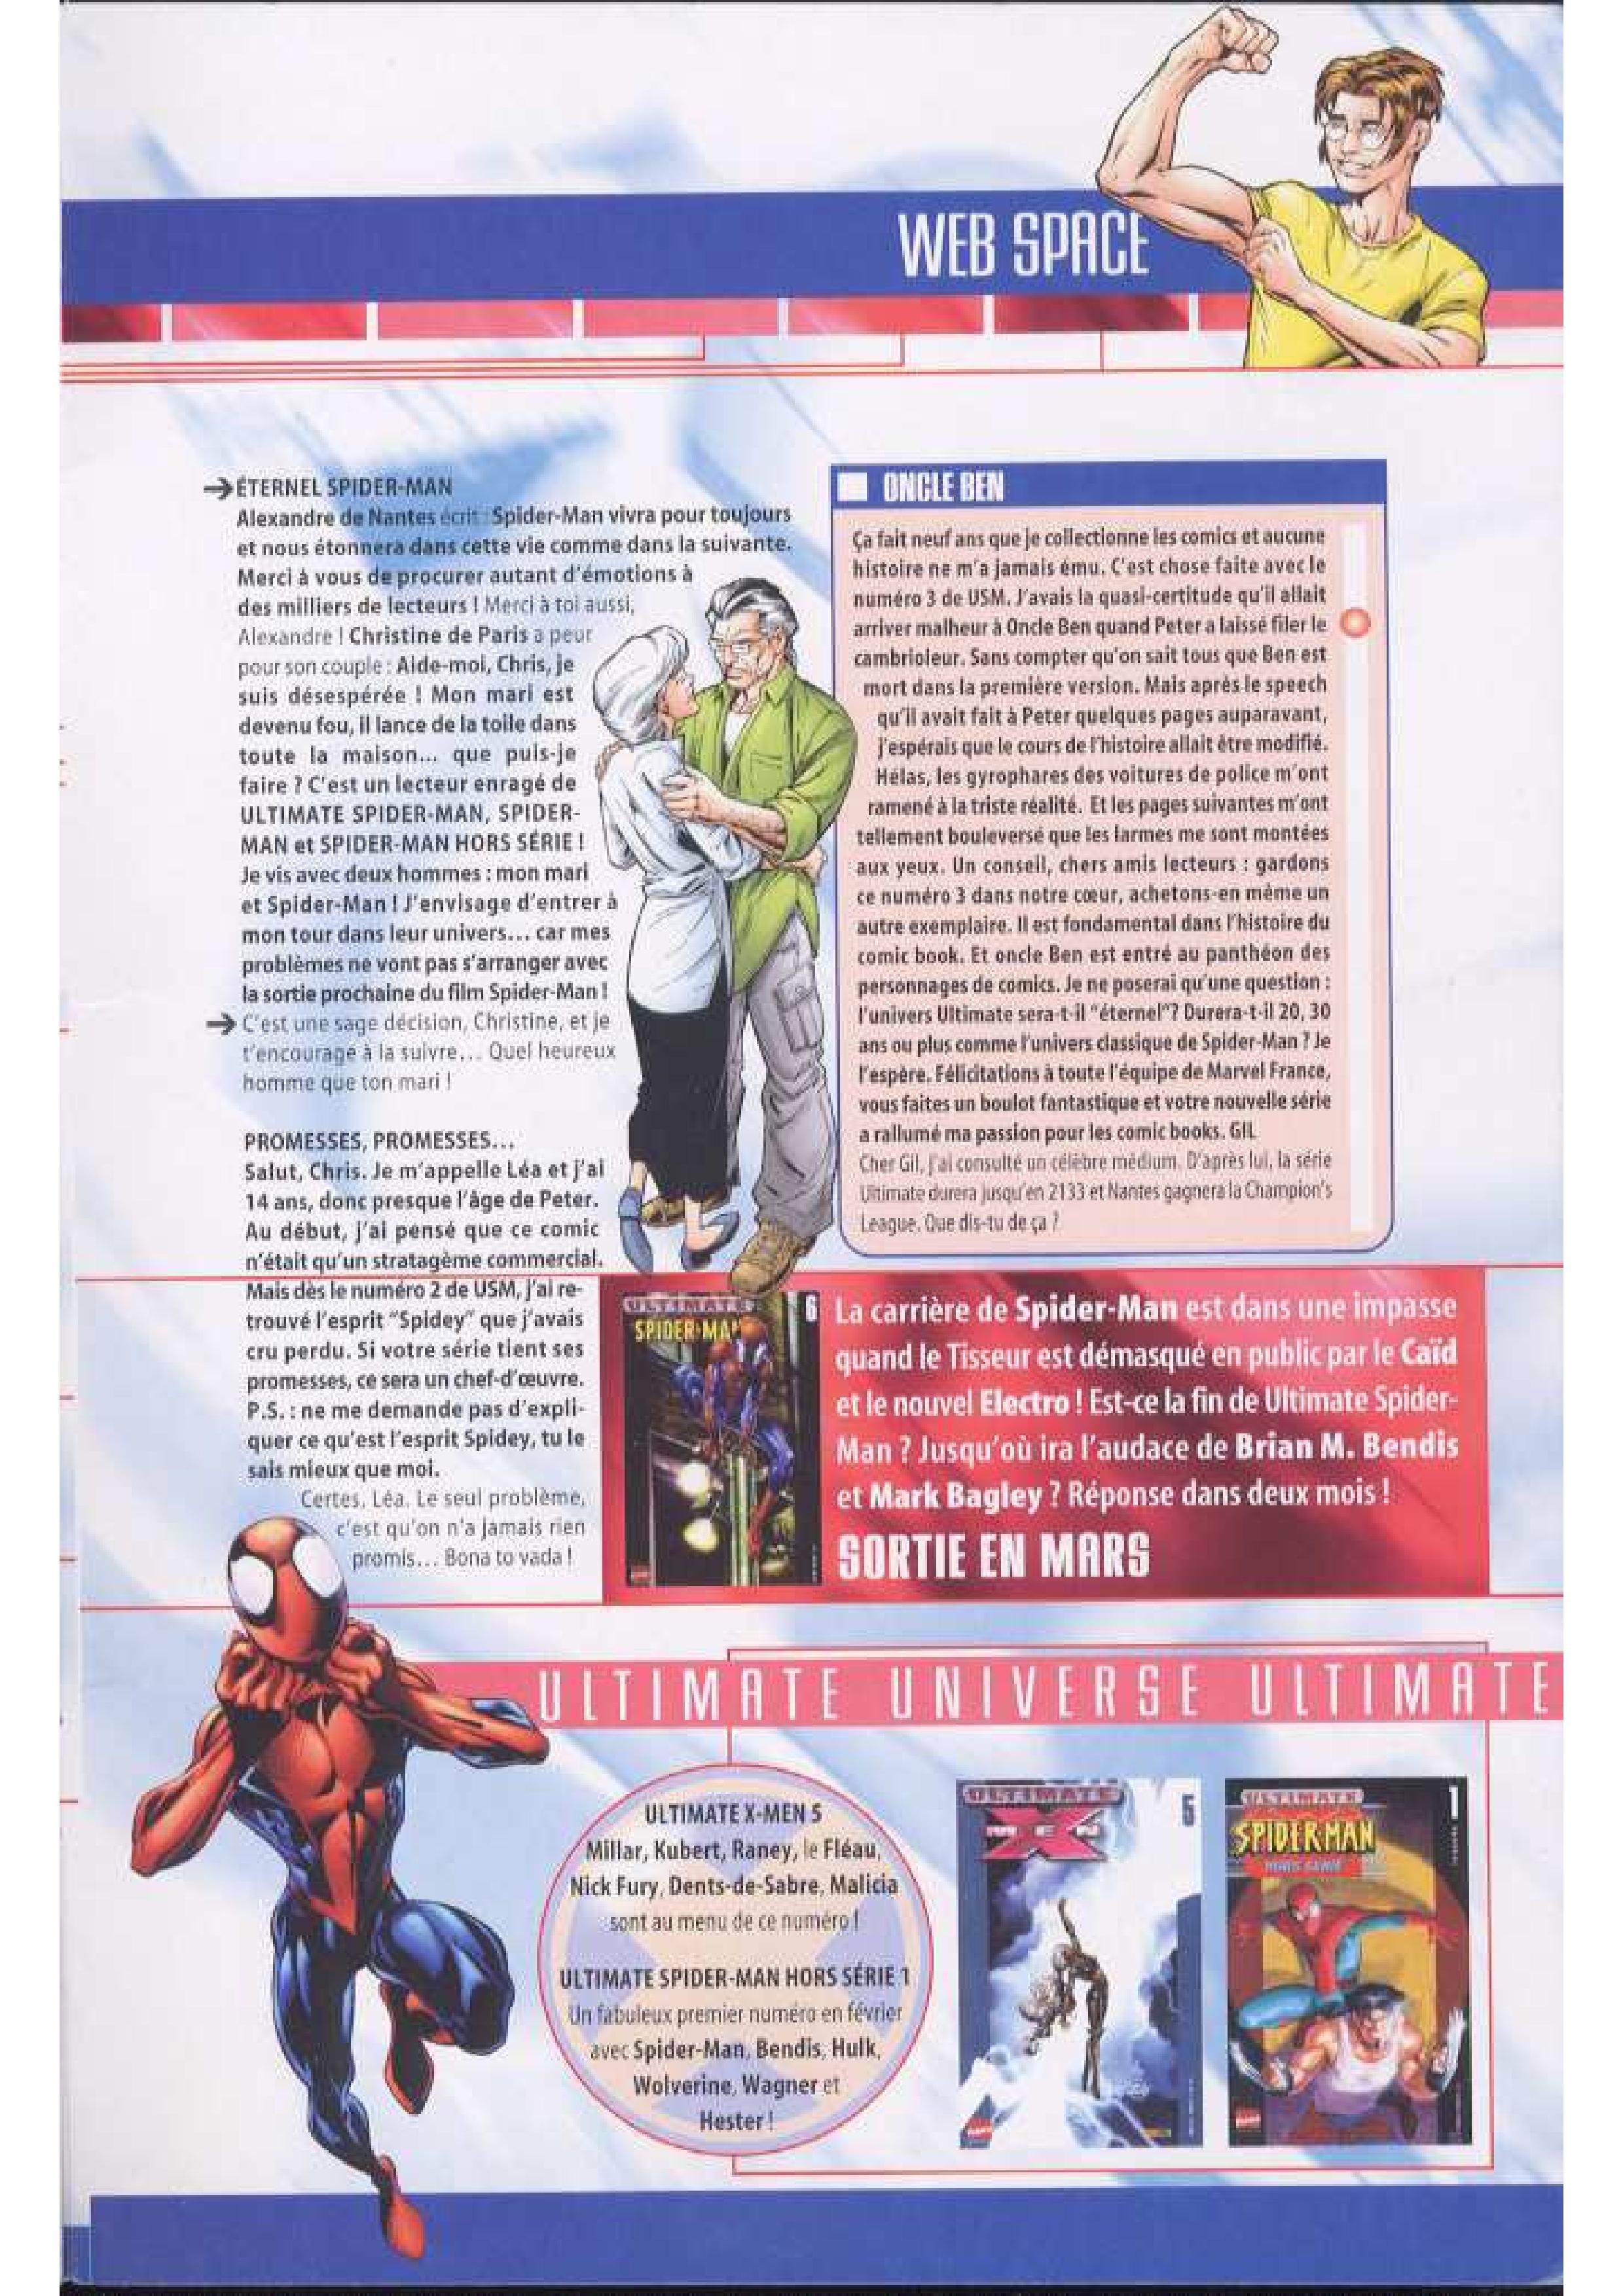 WEB SPACE
ÉTERNEL SPIDER-MAN
Alexandre de Nantes écrit : Spider-Man vivra pour toujours
et nous étonnera dans cette vie comme dans la suivante.
Merci à vous de procurer autant d'émotions à
des milliers de lecteurs ! Merci à toi aussi,
Alexandre ! Christine de Paris a peur
pour son couple : Aide-moi, Chris, je
suis désespérée ! Mon mari est
devenu fou, il lance de la toile dans
toute la maison... que puis-je
faire ? C'est un lecteur enragé de
ULTIMATE SPIDER-MAN, SPIDER-
MAN et SPIDER-MAN HORS SÉRIE !
Je vis avec deux hommes : mon mari
et Spider-Man ! J'envisage d'entrer à
mon tour dans leur univers... car mes
problèmes ne vont pas s'arranger avec
la sortie prochaine du film Spider-Man !
C'est une sage décision, Christine, et je
t'encourage à la suivre... Quel heureux
homme que ton mari !
PROMESSES, PROMESSES...
Salut, Chris. Je m'appelle Léa et j'ai
14 ans, donc presque l'âge de Peter.
Au début, j'ai pensé que ce comic
n'était qu'un stratagème commercial.
Mais dès le numéro 2 de USM, j'ai re-
trouvé l'esprit "Spidey" que j'avais
cru perdu. Si votre série tient ses
promesses, ce sera un chef-d'œuvre.
P.S. : ne me demande pas d'expli-
quer ce qu'est l'esprit Spidey, tu le
sais mieux que moi.
Certes, Léa. Le seul problème,
c'est qu'on n'a jamais rien
promis... Bona to vada !
ONCLE BEN
Ça fait neuf ans que je collectionne les comics et aucune
histoire ne m'a jamais ému. C'est chose faite avec le
numéro 3 de USM. J'avais la quasi-certitude qu'il allait
arriver malheur à Oncle Ben quand Peter a laissé filer le
cambrioleur. Sans compter qu'on sait tous que Ben est
mort dans la première version. Mais après le speech
qu'il avait fait à Peter quelques pages auparavant,
j'espérais que le cours de l'histoire allait être modifié.
Hélas, les gyrophares des voitures de police m'ont
ramené à la triste réalité. Et les pages suivantes m'ont
tellement bouleversé que les larmes me sont montées
aux yeux. Un conseil, chers amis lecteurs : gardons
ce numéro 3 dans notre cœur, achetons-en même un
autre exemplaire. Il est fondamental dans l'histoire du
comic book. Et oncle Ben est entré au panthéon des
personnages de comics. Je ne poserai qu'une question :
l'univers Ultimate sera-t-il "éternel"? Durera-t-il 20, 30
ans ou plus comme l'univers classique de Spider-Man ? Je
l'espère. Félicitations à toute l'équipe de Marvel France,
vous faites un boulot fantastique et votre nouvelle série
a rallumé ma passion pour les comic books. GIL
Cher Gil, j'ai consulté un célèbre médium. D'après lui, la série
Ultimate durera jusqu'en 2133 et Nantes gagnera la Champion's
League. Que dis-tu de ça ?
ULTIMATE
SPIDER-MAN
6
La carrière de Spider-Man est dans une impasse
quand le Tisseur est démasqué en public par le Caïd
et le nouvel Electro ! Est-ce la fin de Ultimate Spider-
Man ? Jusqu'où ira l'audace de Brian M. Bendis
et Mark Bagley ? Réponse dans deux mois !
SORTIE EN MARS
ULTIMATE UNIVERSE ULTIMATE
ULTIMATE X-MEN 5
Millar, Kubert, Raney, le Fléau,
Nick Fury, Dents-de-Sabre, Malicia
sont au menu de ce numéro !
ULTIMATE SPIDER-MAN HORS SÉRIE 1
Un fabuleux premier numéro en février
avec Spider-Man, Bendis, Hulk,
Wolverine, Wagner et
Hester !
ULTIMATE
X
MEN
5
ULTIMATE
SPIDER-MAN
HORS SÉRIE
1